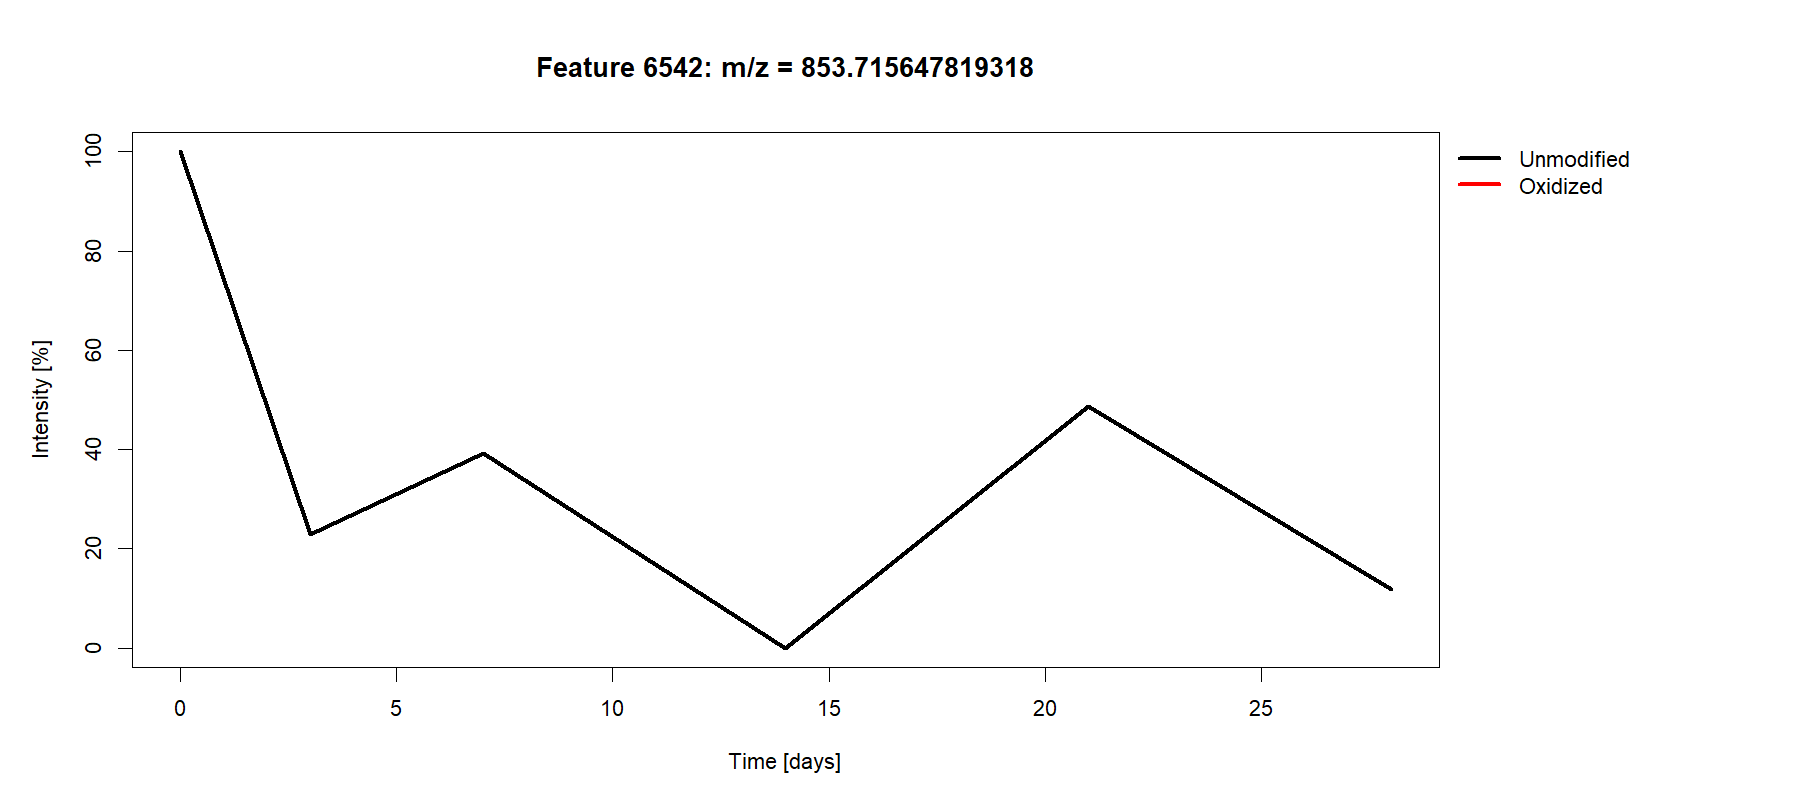 Feature 6542: m/z = 853.715647819318
Unmodified
Oxidized
Intensity [%]
100
80
60
40
20
0
0 5 10 15 20 25
Time [days]